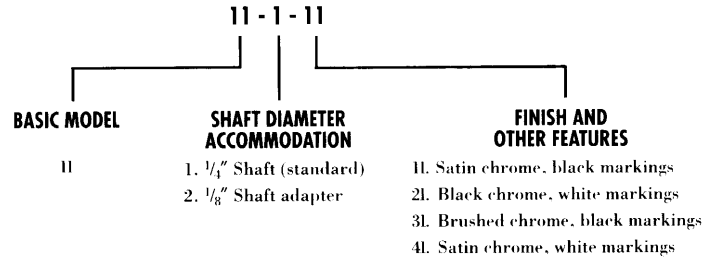 11 - 1 - 11
BASIC MODEL
11
SHAFT DIAMETER
ACCOMMODATION
1. 1/4" Shaft (standard)
2. 1/8" Shaft adapter
FINISH AND
OTHER FEATURES
11. Satin chrome, black markings
21. Black chrome, white markings
31. Brushed chrome, black markings
41. Satin chrome, white markings